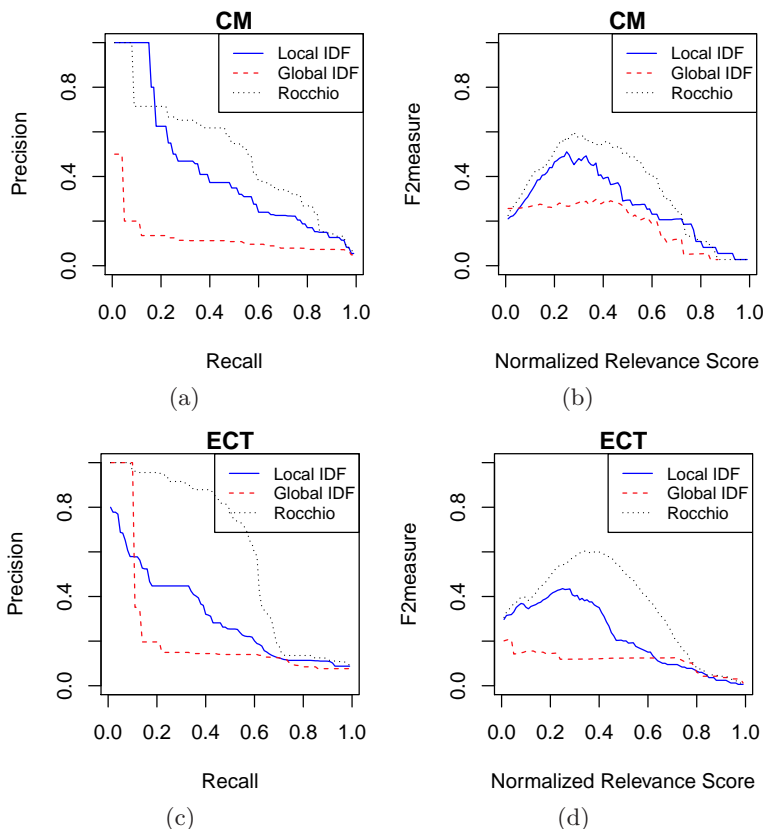 CM
Local IDF
Global IDF
Rocchio
Precision
0.0 0.4 0.8
0.0 0.2 0.4 0.6 0.8 1.0
Recall
(a)
CM
Local IDF
Global IDF
Rocchio
F2measure
0.0 0.4 0.8
0.0 0.2 0.4 0.6 0.8 1.0
Normalized Relevance Score
(b)
ECT
Local IDF
Global IDF
Rocchio
Precision
0.0 0.4 0.8
0.0 0.2 0.4 0.6 0.8 1.0
Recall
(c)
ECT
Local IDF
Global IDF
Rocchio
F2measure
0.0 0.4 0.8
0.0 0.2 0.4 0.6 0.8 1.0
Normalized Relevance Score
(d)